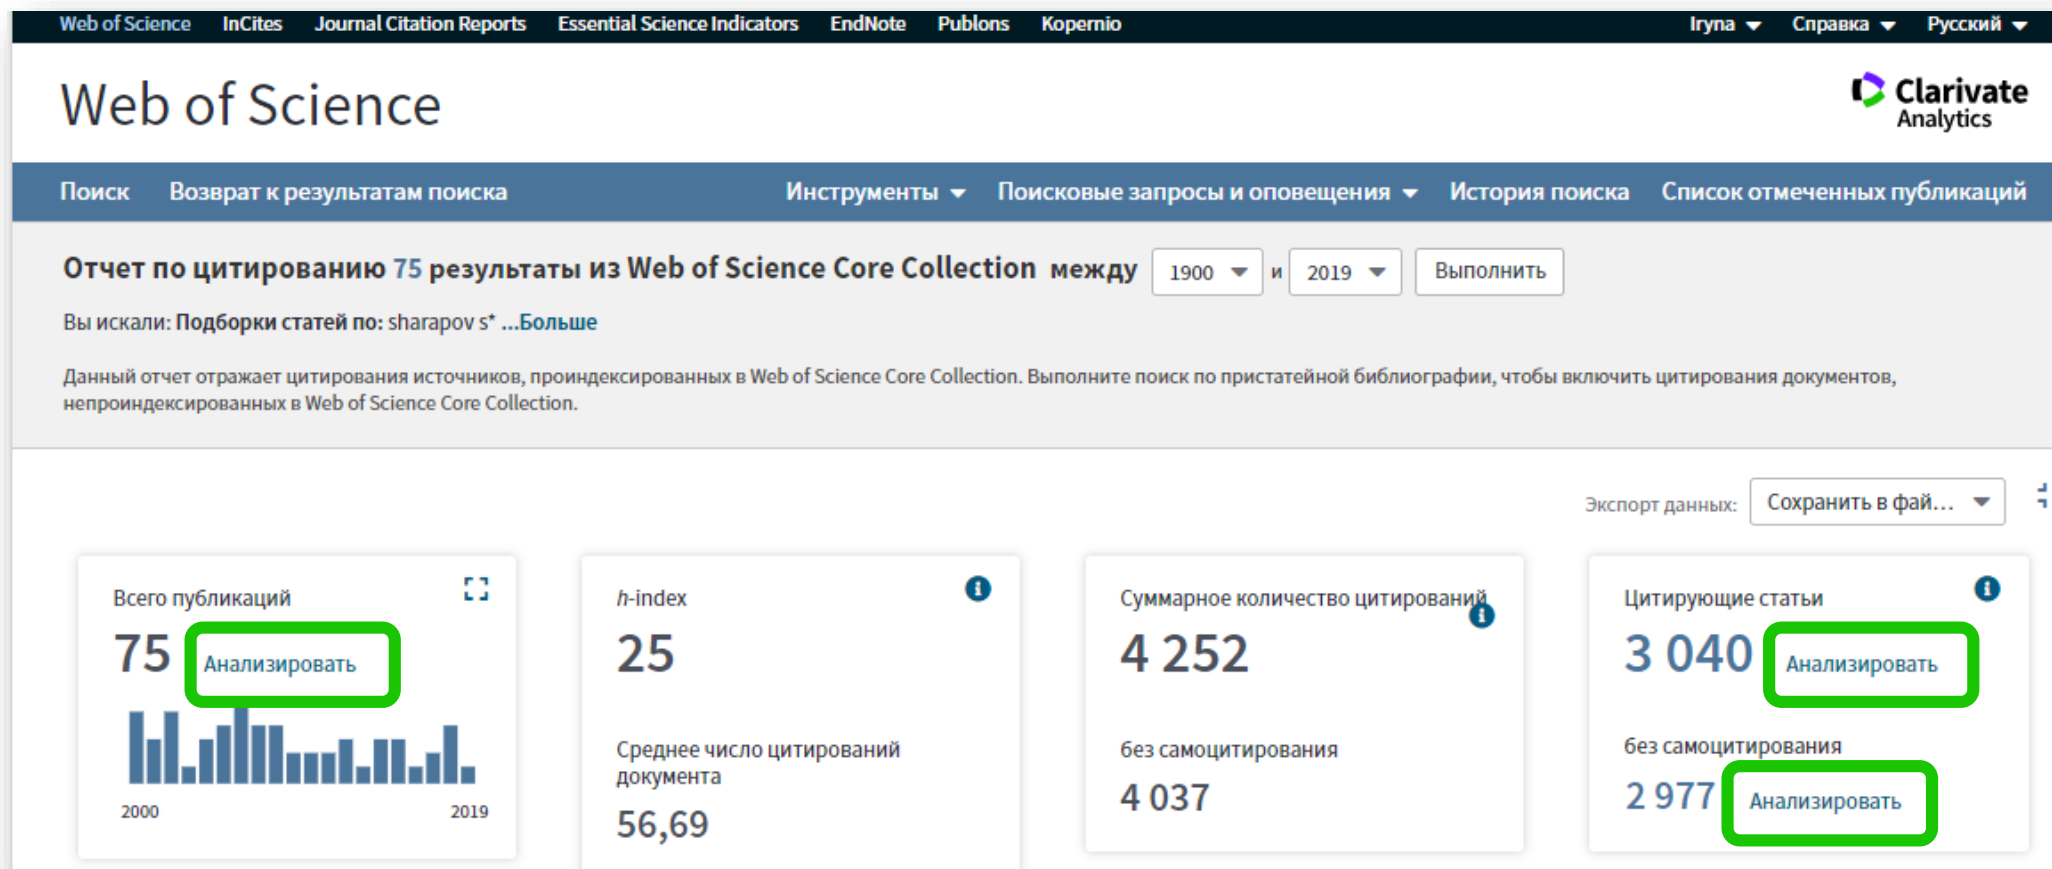 Web of Science InCites Journal Citation Reports Essential Science Indicators EndNote Publons Kopernio Iryna Справка Русский
Web of Science
Clarivate
Analytics
Поиск Возврат к результатам поиска Инструменты Поисковые запросы и оповещения История поиска Список отмеченных публикаций
Отчет по цитированию 75 результаты из Web of Science Core Collection между 1900 и 2019 Выполнить
Вы искали: Подборки статей по: sharapov s* ...Больше
Данный отчет отражает цитирования источников, проиндексированных в Web of Science Core Collection. Выполните поиск по пристатейной библиографии, чтобы включить цитирования документов,
непроиндексированных в Web of Science Core Collection.
Экспорт данных: Сохранить в фай...
Всего публикаций
75 Анализировать
2000 2019
h-index
25
Среднее число цитирований
документа
56,69
Суммарное количество цитирований
4 252
без самоцитирования
4 037
Цитирующие статьи
3 040 Анализировать
без самоцитирования
2 977 Анализировать